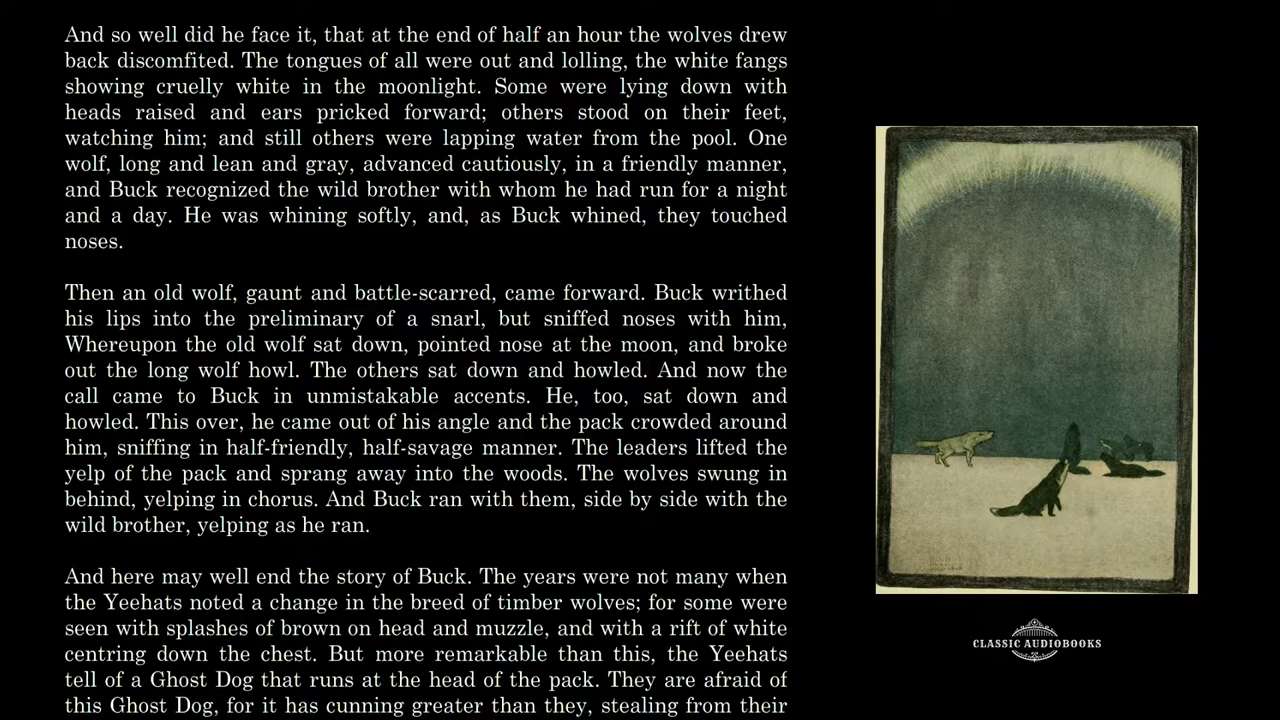 And so well did he face it, that at the end of half an hour the wolves drew
back discomfited. The tongues of all were out and lolling, the white fangs
showing cruelly white in the moonlight. Some were lying down with
heads raised and ears pricked forward; others stood on their feet,
watching him; and still others were lapping water from the pool. One
wolf, long and lean and gray, advanced cautiously, in a friendly manner,
and Buck recognized the wild brother with whom he had run for a night
and a day. He was whining softly, and, as Buck whined, they touched
noses.
Then an old wolf, gaunt and battle-scarred, came forward. Buck writhed
his lips into the preliminary of a snarl, but sniffed noses with him,
Whereupon the old wolf sat down, pointed nose at the moon, and broke
out the long wolf howl. The others sat down and howled. And now the
call came to Buck in unmistakable accents. He, too, sat down and
howled. This over, he came out of his angle and the pack crowded around
him, sniffing in half-friendly, half-savage manner. The leaders lifted the
yelp of the pack and sprang away into the woods. The wolves swung in
behind, yelping in chorus. And Buck ran with them, side by side with the
wild brother, yelping as he ran.
And here may well end the story of Buck. The years were not many when
the Yeehats noted a change in the breed of timber wolves; for some were
seen with splashes of brown on head and muzzle, and with a rift of white
centring down the chest. But more remarkable than this, the Yeehats
tell of a Ghost Dog that runs at the head of the pack. They are afraid of
this Ghost Dog, for it has cunning greater than they, stealing from their
CLASSIC AUDIOBOOKS